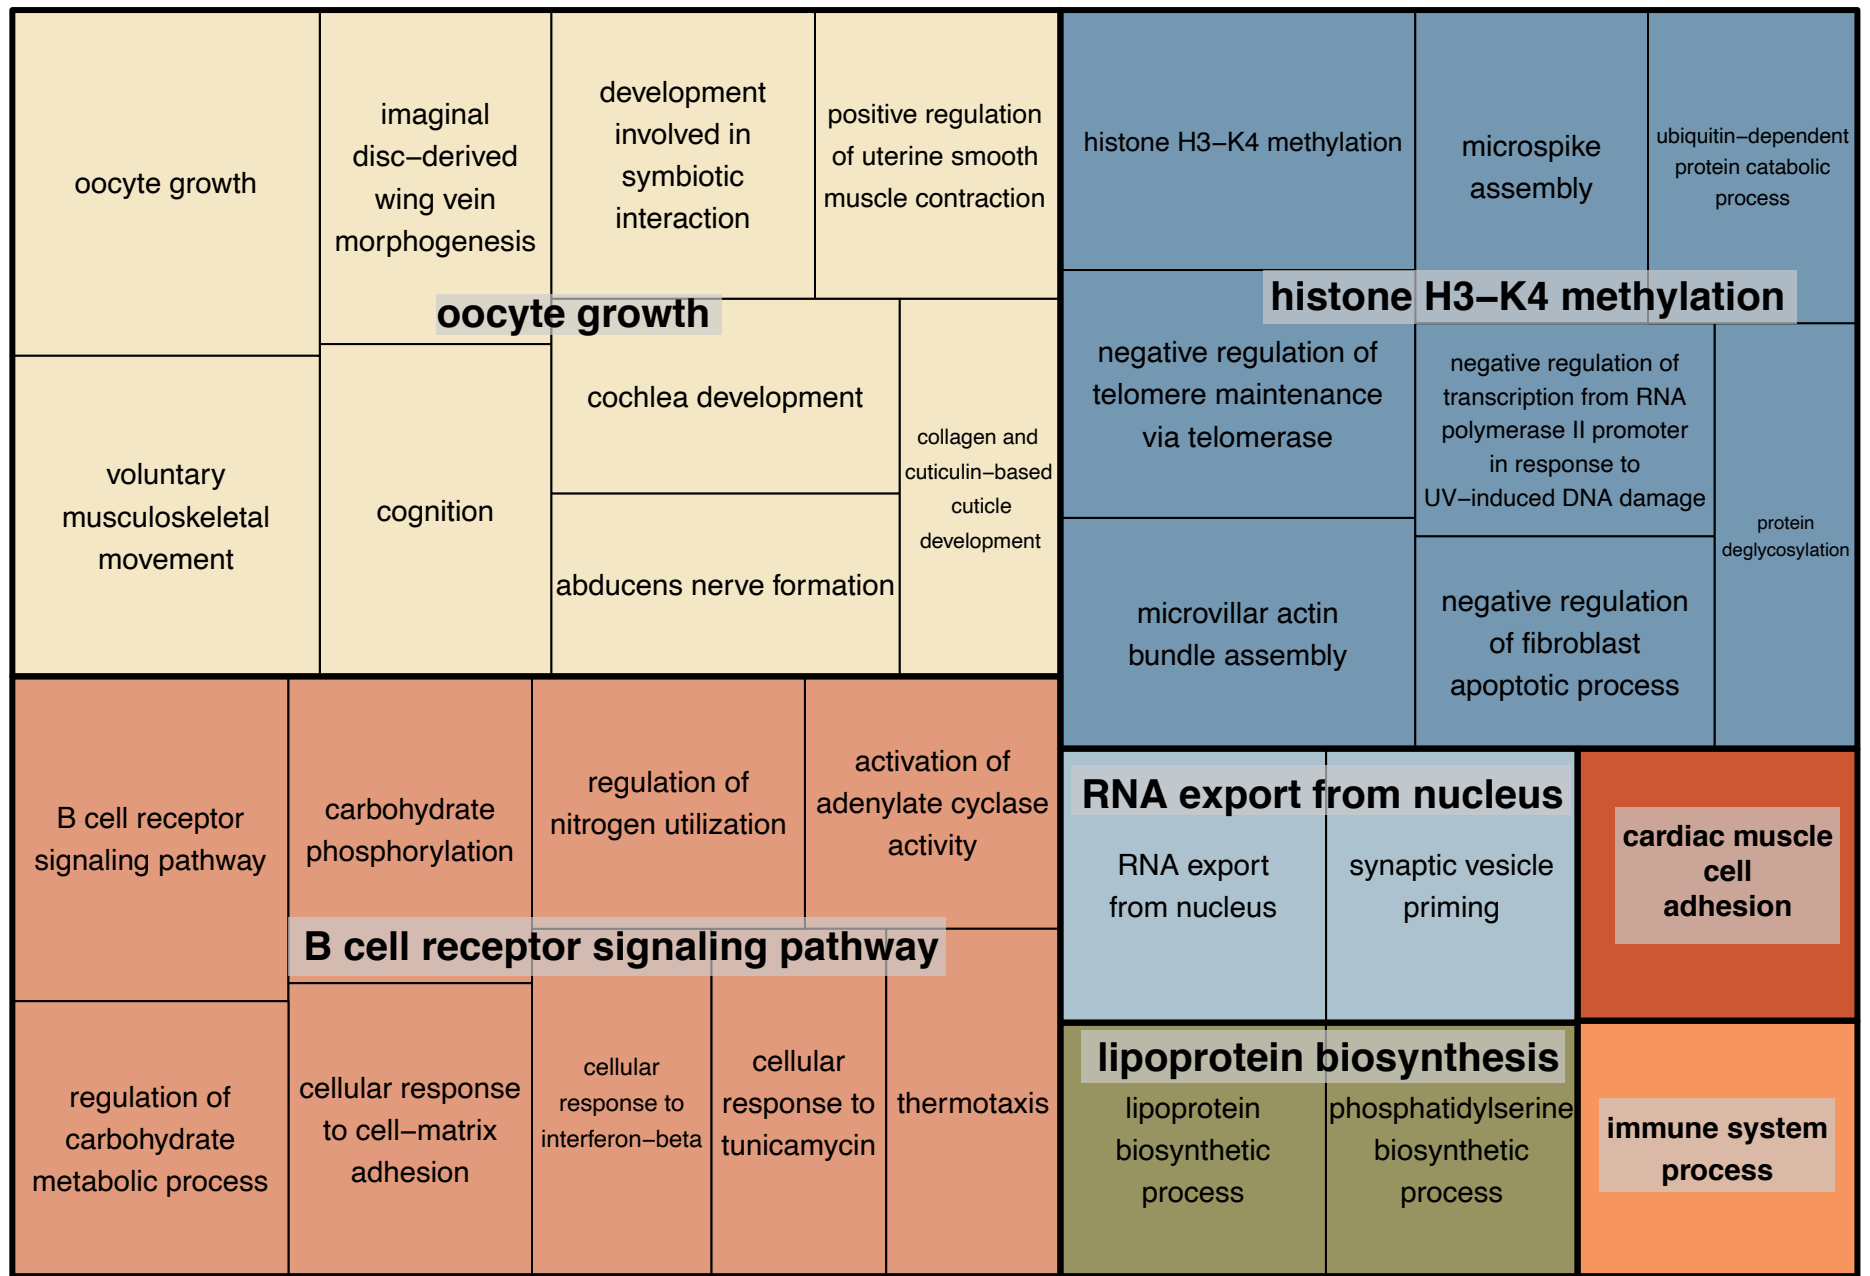 oocyte growth
imaginal
disc–derived
wing vein
morphogenesis
development
involved in
symbiotic
interaction
positive regulation
of uterine smooth
muscle contraction
oocyte growth
voluntary
musculoskeletal
movement
cognition
cochlea development
abducens nerve formation
collagen and
cuticulin–based
cuticle
development
histone H3–K4 methylation
microspike
assembly
ubiquitin–dependent
protein catabolic
process
histone H3–K4 methylation
negative regulation of
telomere maintenance
via telomerase
negative regulation of
transcription from RNA
polymerase II promoter
in response to
UV–induced DNA damage
protein
deglycosylation
microvillar actin
bundle assembly
negative regulation
of fibroblast
apoptotic process
B cell receptor
signaling pathway
carbohydrate
phosphorylation
regulation of
nitrogen utilization
activation of
adenylate cyclase
activity
B cell receptor signaling pathway
regulation of
carbohydrate
metabolic process
cellular response
to cell–matrix
adhesion
cellular
response to
interferon–beta
cellular
response to
tunicamycin
thermotaxis
RNA export from nucleus
RNA export
from nucleus
synaptic vesicle
priming
cardiac muscle
cell
adhesion
lipoprotein biosynthesis
lipoprotein
biosynthetic
process
phosphatidylserine
biosynthetic
process
immune system
process